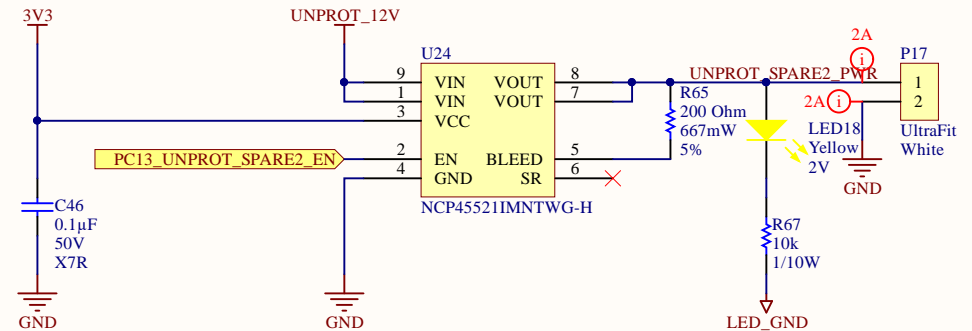 3V3
UNPROT_12V
2A
i
U24
P17
9 VIN VOUT 8
UNPROT_SPARE2_PWR
1
1 VIN VOUT 7
R65
2A i
2
3 VCC
200 Ohm
LED18
UltraFit
667mW
Yellow
White
PC13_UNPROT_SPARE2_EN
2 EN BLEED 5
5%
2V
4 GND SR 6
GND
NCP45521IMNTWG-H
C46
0.1µF
50V
X7R
R67
10k
1/10W
GND
GND
LED_GND